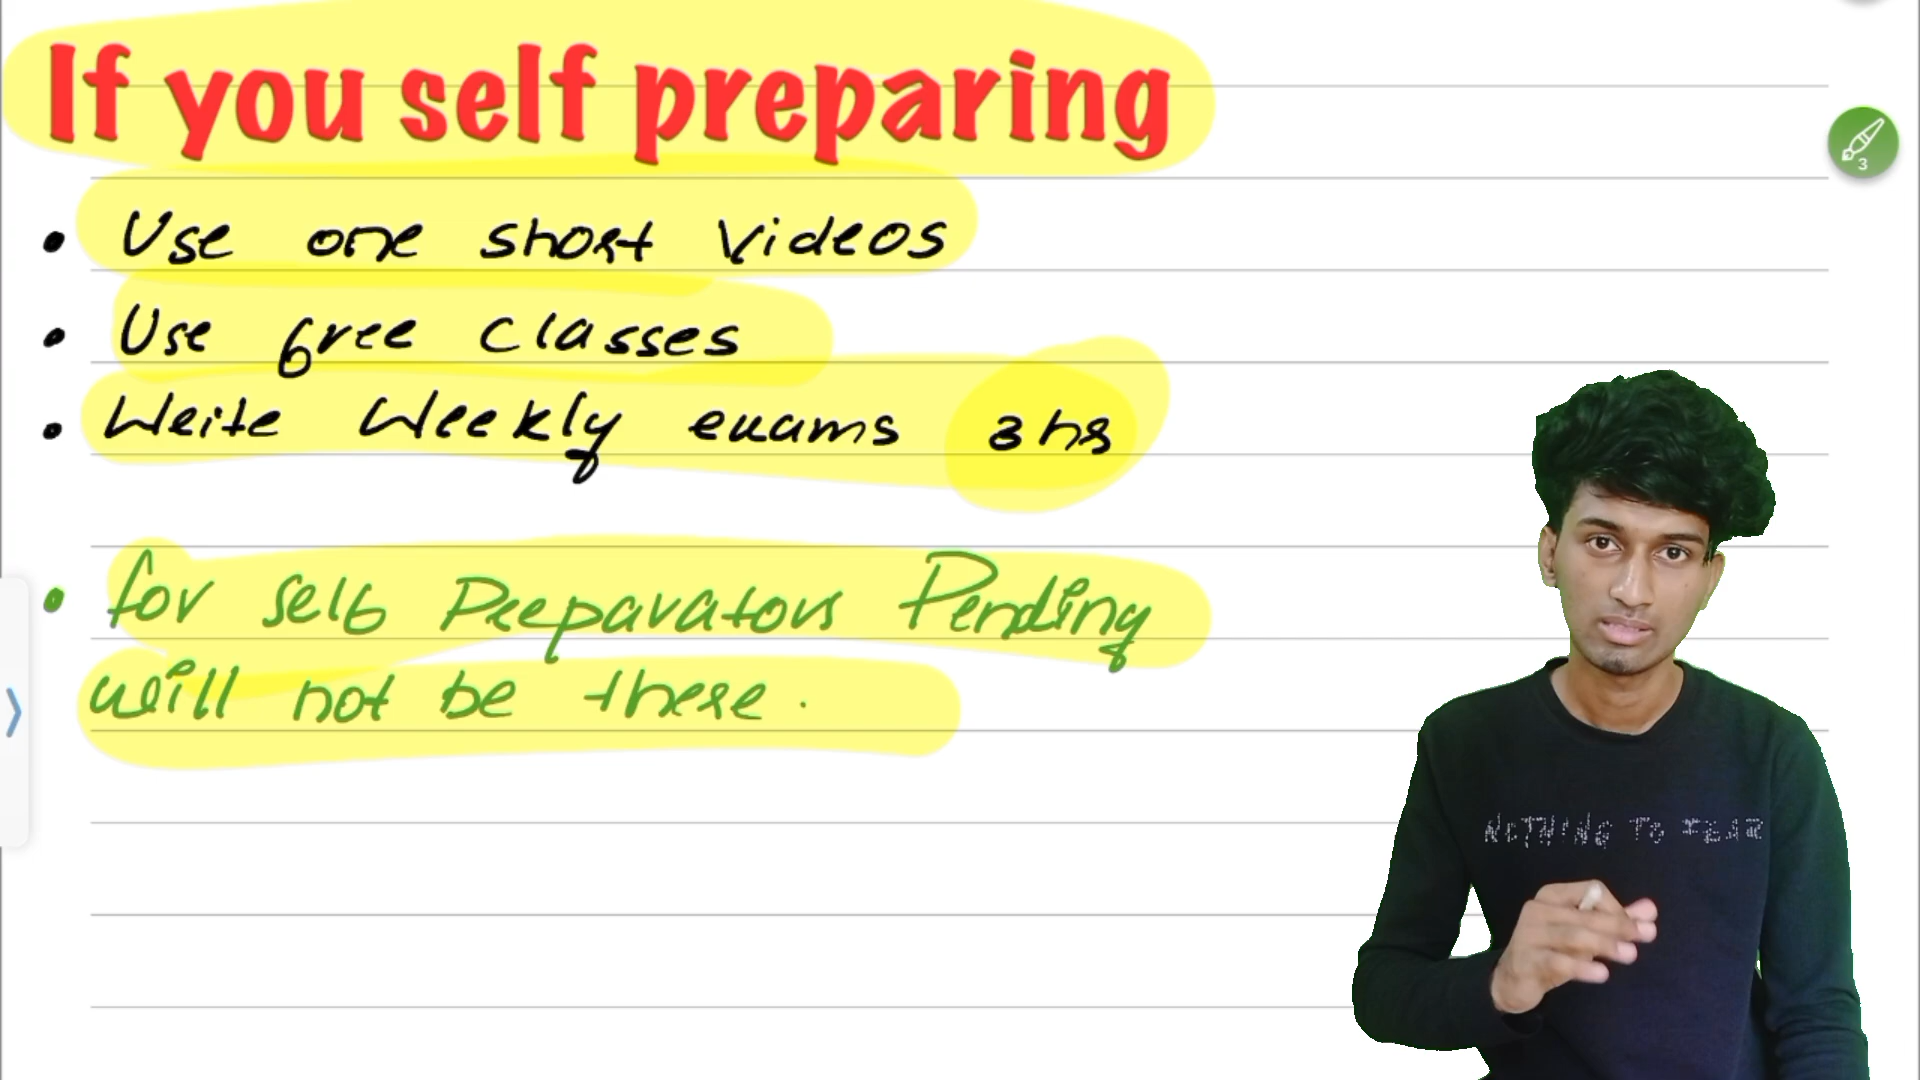 If you self preparing
• Use one short videos
• Use free classes
• Write Weekly exams 3hs
• for self Preparators Pending
will not be there.
3
NOTHING TO FEAR